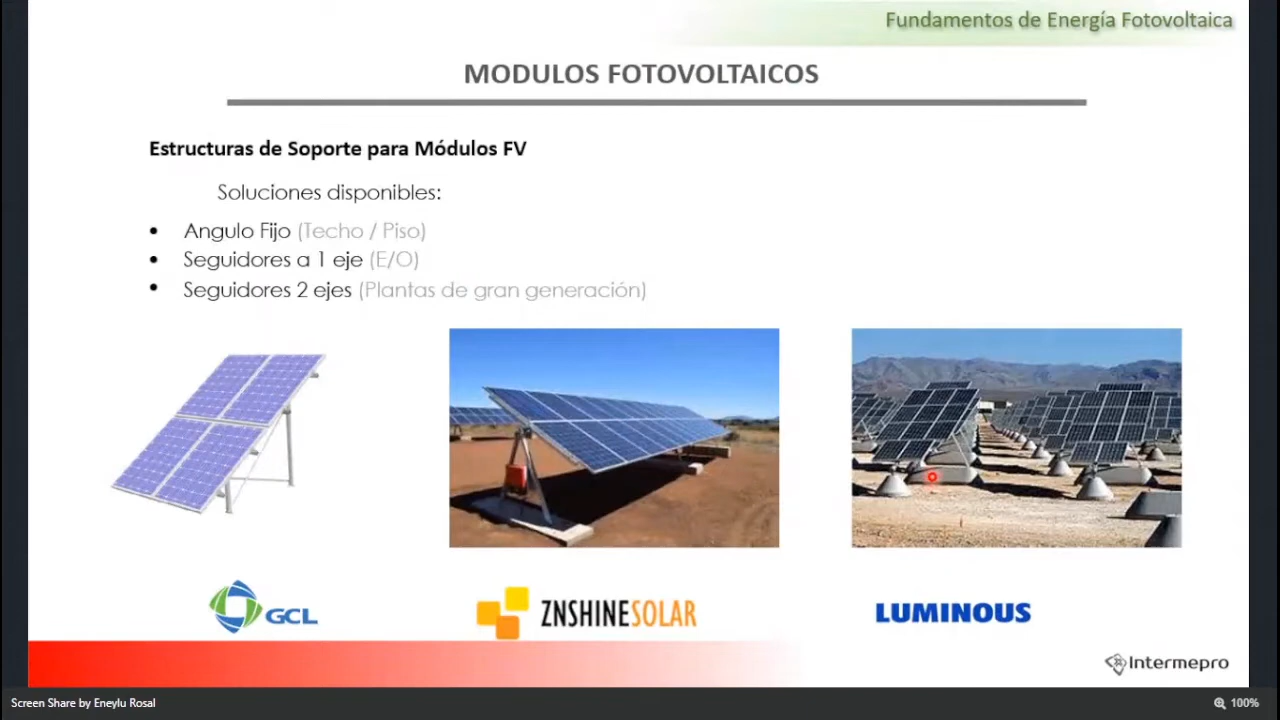 Fundamentos de Energía Fotovoltaica
MODULOS FOTOVOLTAICOS
Estructuras de Soporte para Módulos FV
Soluciones disponibles:
• Angulo Fijo (Techo / Piso)
• Seguidores a 1 eje (E/O)
• Seguidores 2 ejes (Plantas de gran generación)
GCL
ZNSHINESOLAR
LUMINOUS
Intermepro
Screen Share by Eneylu Rosal
100%